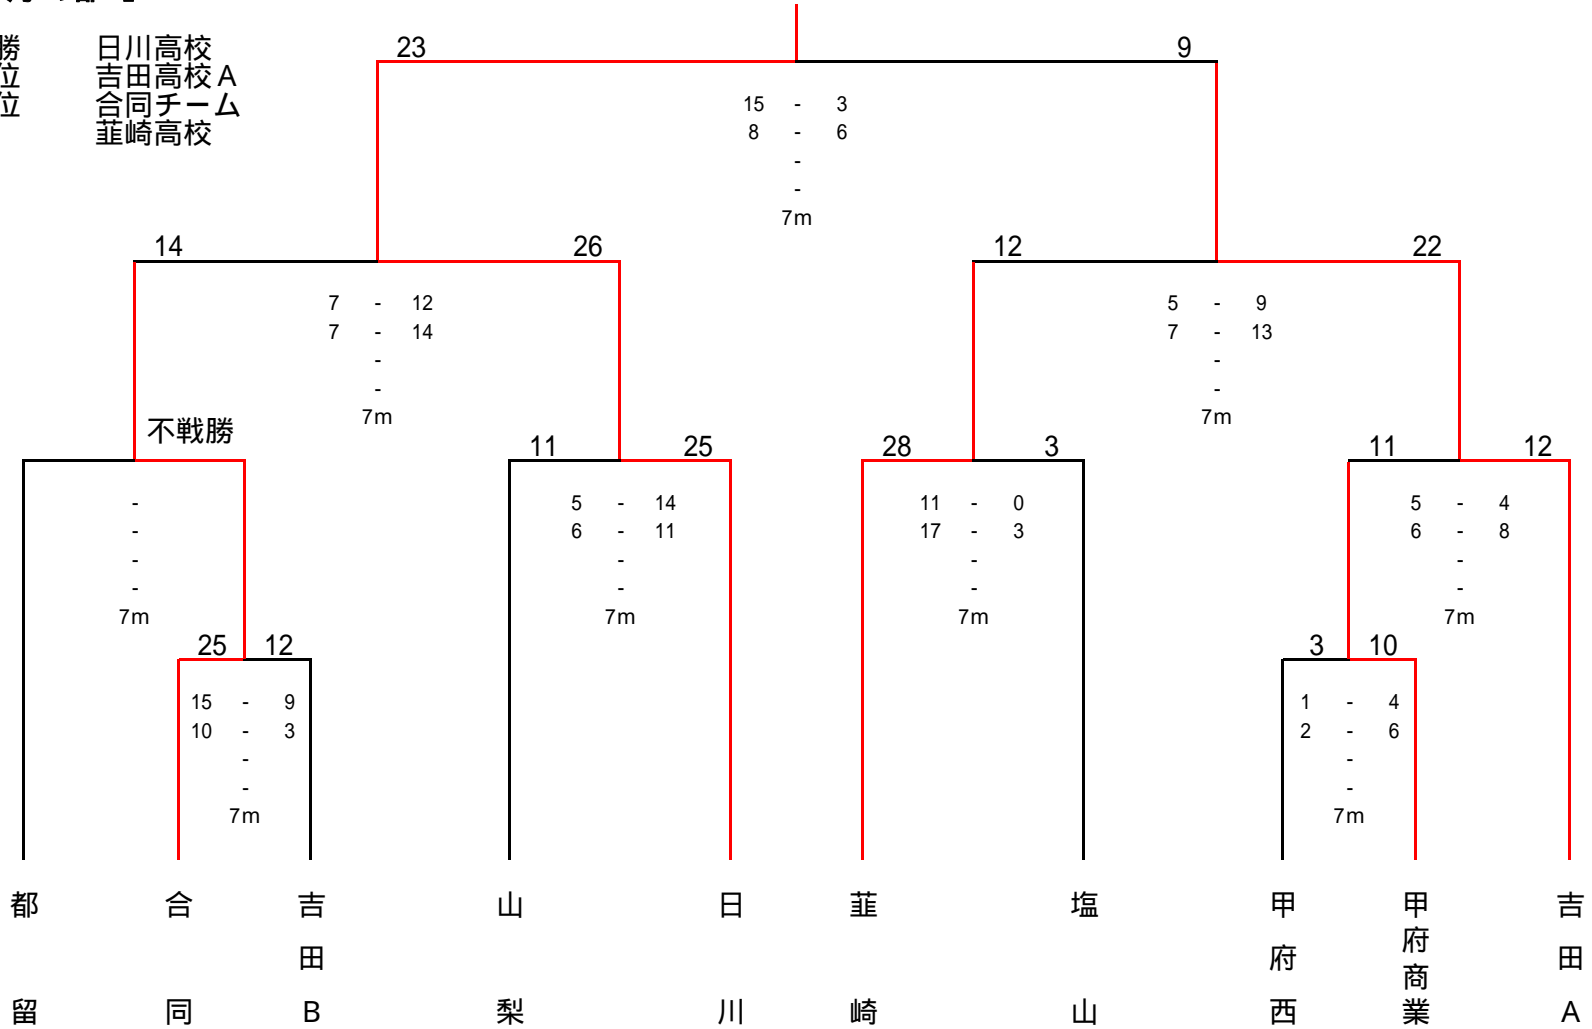 勝 日川高校
位 吉田高校A
位 合同チーム
韮崎高校
23 9
15 - 3
8 - 6
-
-
7m
14 26
12 22
7 - 12
7 - 14
-
-
7m
5 - 9
7 - 13
-
-
7m
不戦勝
11 25
28 3
11 12
-
-
-
-
7m
5 - 14
6 - 11
-
-
7m
11 - 0
17 - 3
-
-
7m
5 - 4
6 - 8
-
-
7m
25 12
15 - 9
10 - 3
-
-
7m
3 10
1 - 4
2 - 6
-
-
7m
都留
合同
吉田B
山梨
日川
韮崎
塩山
甲府西
甲府商業
吉田A